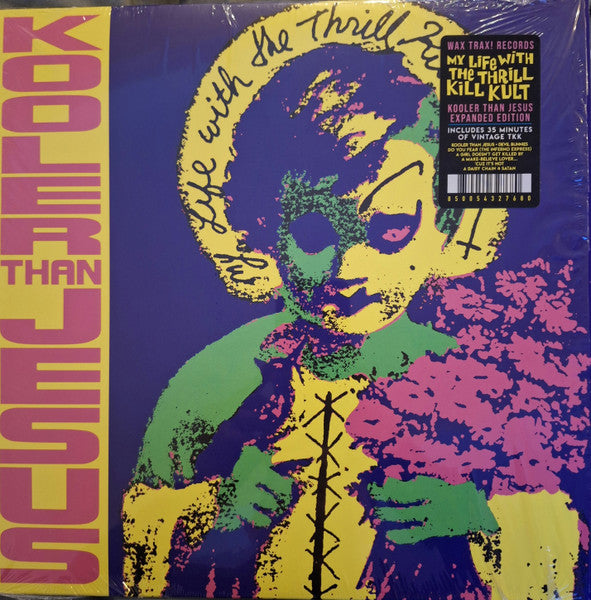 KOOLER
THAN
JESUS
My Life with the Thrill
WAX TRAX! RECORDS
MY LIFE WITH
THE THRILL
KILL KULT
KOOLER THAN JESUS
EXPANDED EDITION
INCLUDES 35 MINUTES
OF VINTAGE TKK
KOOLER THAN JESUS • DEVIL BUNNIES
DO YOU FEAR (THE INFERNO EXPRESS)
A GIRL DOESN'T GET KILLED BY
A MAKE-BELIEVE LOVER...
'CUZ IT'S HOT
A DAISY CHAIN 4 SATAN
850854327680